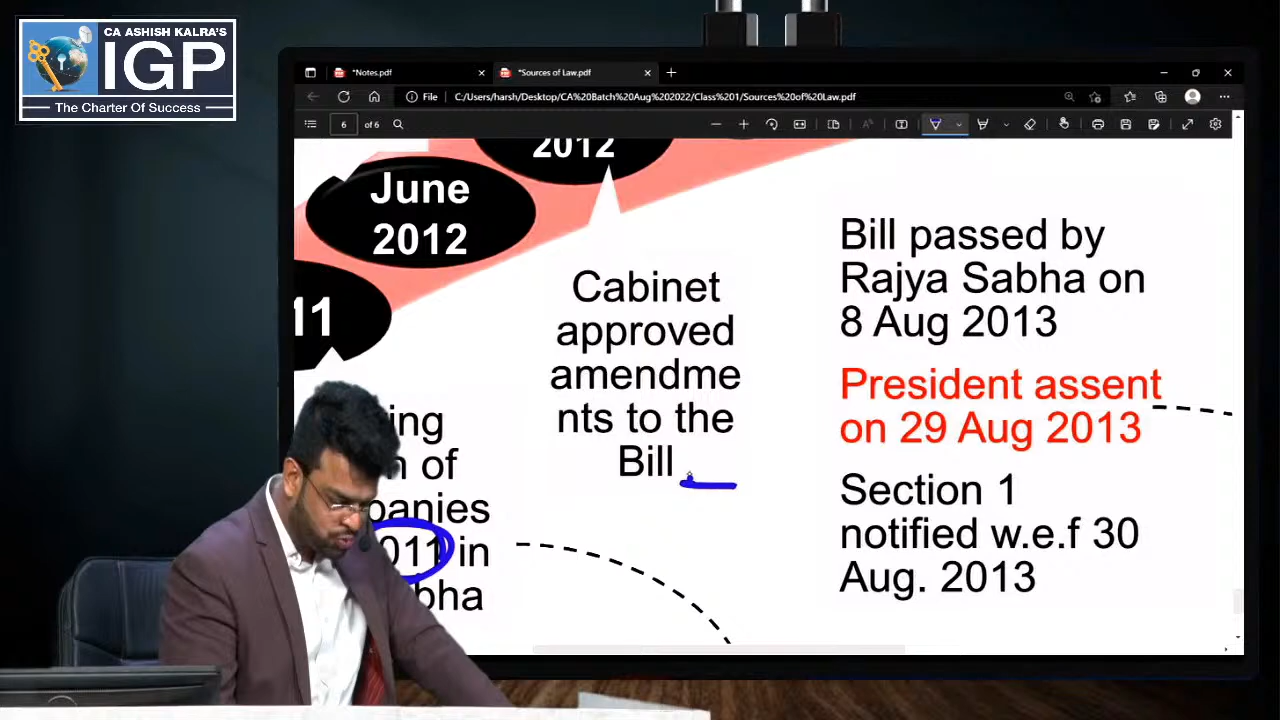 CA ASHISH KALRA'S
IGP
The Charter Of Success
*Notes.pdf
*Sources of Law.pdf
File
C:/Users/harsh/Desktop/CA%20Batch%20Aug%202022/Class%201/Sources%20of%20Law.pdf
6 of 6
2012
June
2012
11
Cabinet
approved
amendme
nts to the
Bill
of
panies
011 in
bha
Bill passed by
Rajya Sabha on
8 Aug 2013
President assent
on 29 Aug 2013
Section 1
notified w.e.f 30
Aug. 2013